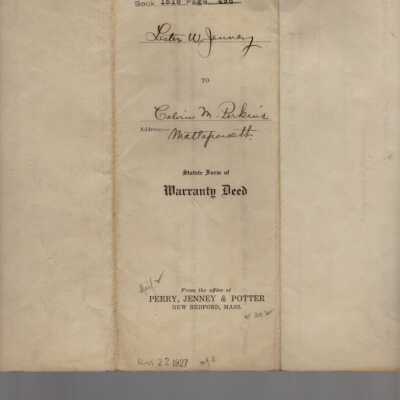 Book 1518 Page 498
Lester W. Jenney
TO
Calvin M. Perkins
Address— Mattapoisett
Statute Form of
Warranty Deed
From the office of
PERRY, JENNEY & POTTER
NEW BEDFORD, MASS.
22 1927